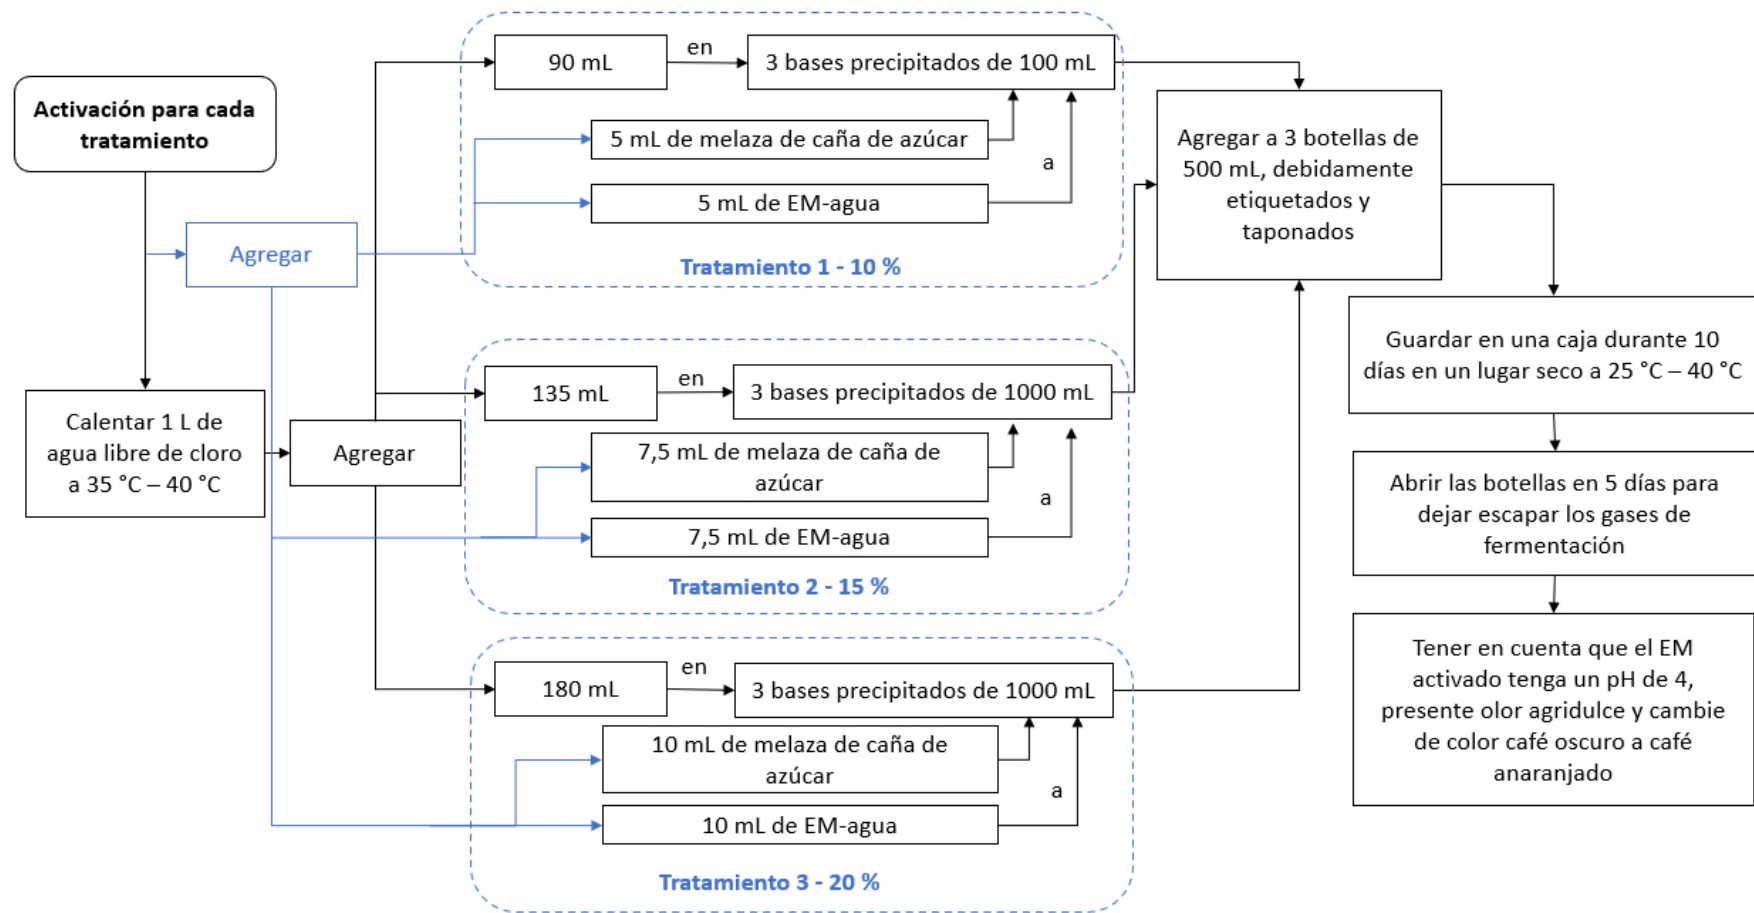 Activación para cada
tratamiento
Calentar 1 L de
agua libre de cloro
a 35 °C – 40 °C
Agregar
Agregar
90 mL
en
3 bases precipitados de 100 mL
5 mL de melaza de caña de azúcar
a
5 mL de EM-agua
Tratamiento 1 - 10 %
135 mL
en
3 bases precipitados de 1000 mL
7,5 mL de melaza de caña de
azúcar
a
7,5 mL de EM-agua
Tratamiento 2 - 15 %
180 mL
en
3 bases precipitados de 1000 mL
10 mL de melaza de caña de
azúcar
a
10 mL de EM-agua
Tratamiento 3 - 20 %
Agregar a 3 botellas de
500 mL, debidamente
etiquetados y
taponados
Guardar en una caja durante 10
días en un lugar seco a 25 °C – 40 °C
Abrir las botellas en 5 días para
dejar escapar los gases de
fermentación
Tener en cuenta que el EM
activado tenga un pH de 4,
presente olor agridulce y cambie
de color café oscuro a café
anaranjado